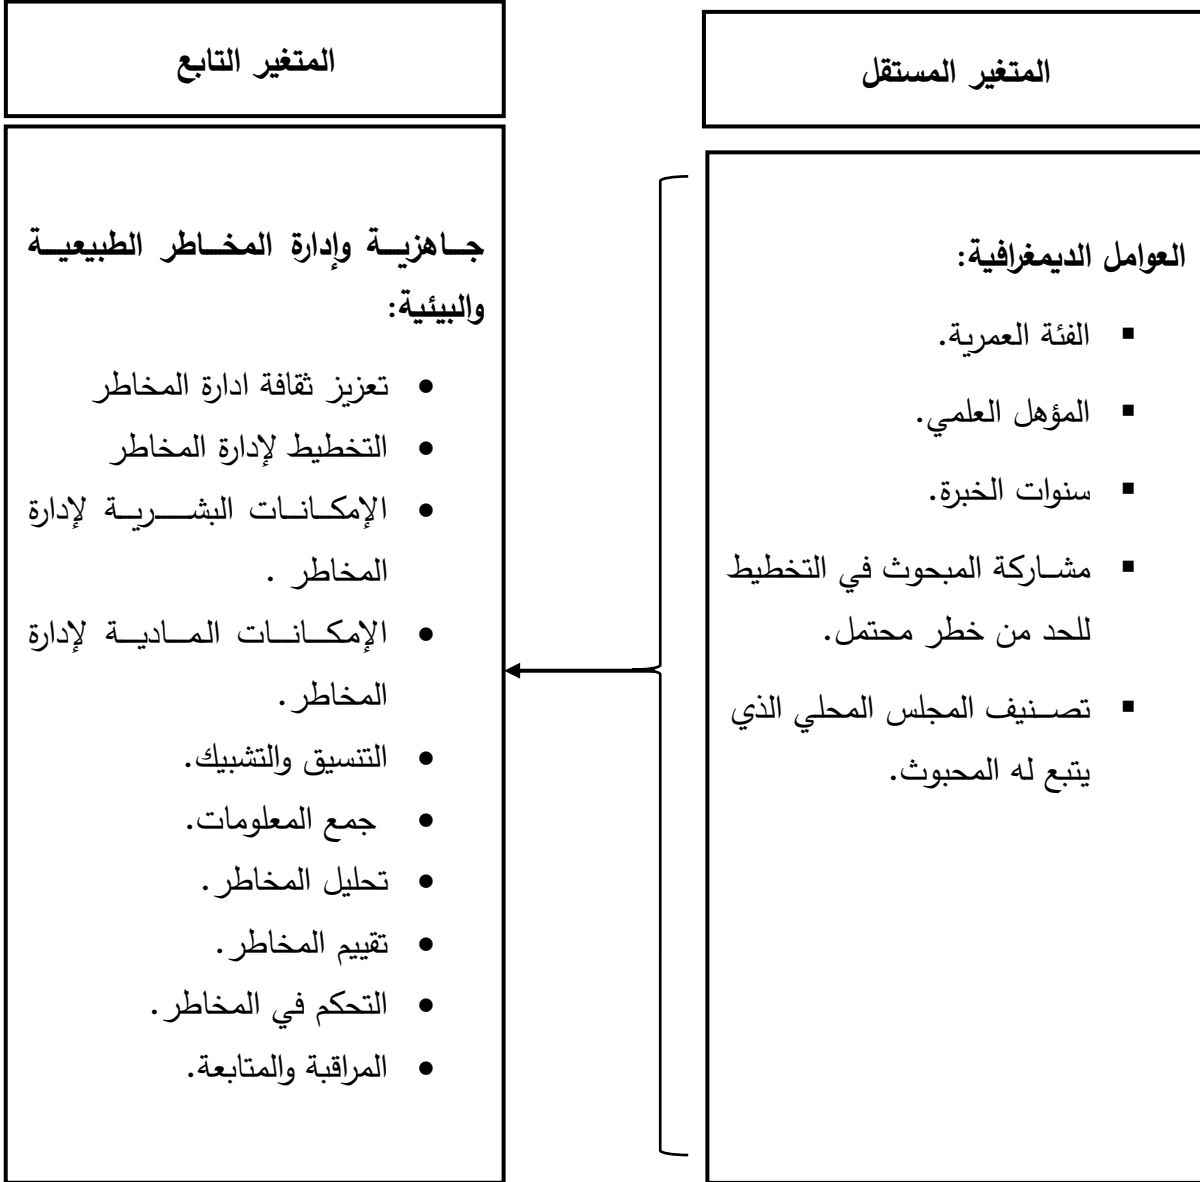 المتغير المستقل
العوامل الديمغرافية:
▪ الفئة العمرية.
▪ المؤهل العلمي.
▪ سنوات الخبرة.
▪ مشاركة المبحوث في التخطيط
للحد من خطر محتمل.
▪ تصنيف المجلس المحلي الذي
يتبع له المحبوث.
المتغير التابع
جاهزية وإدارة المخاطر الطبيعية
والبيئية:
• تعزيز ثقافة ادارة المخاطر
• التخطيط لإدارة المخاطر
• الإمكانات البشرية لإدارة
المخاطر .
• الإمكانات المادية لإدارة
المخاطر.
• التنسيق والتشبيك.
• جمع المعلومات.
• تحليل المخاطر.
• تقييم المخاطر.
• التحكم في المخاطر.
• المراقبة والمتابعة.